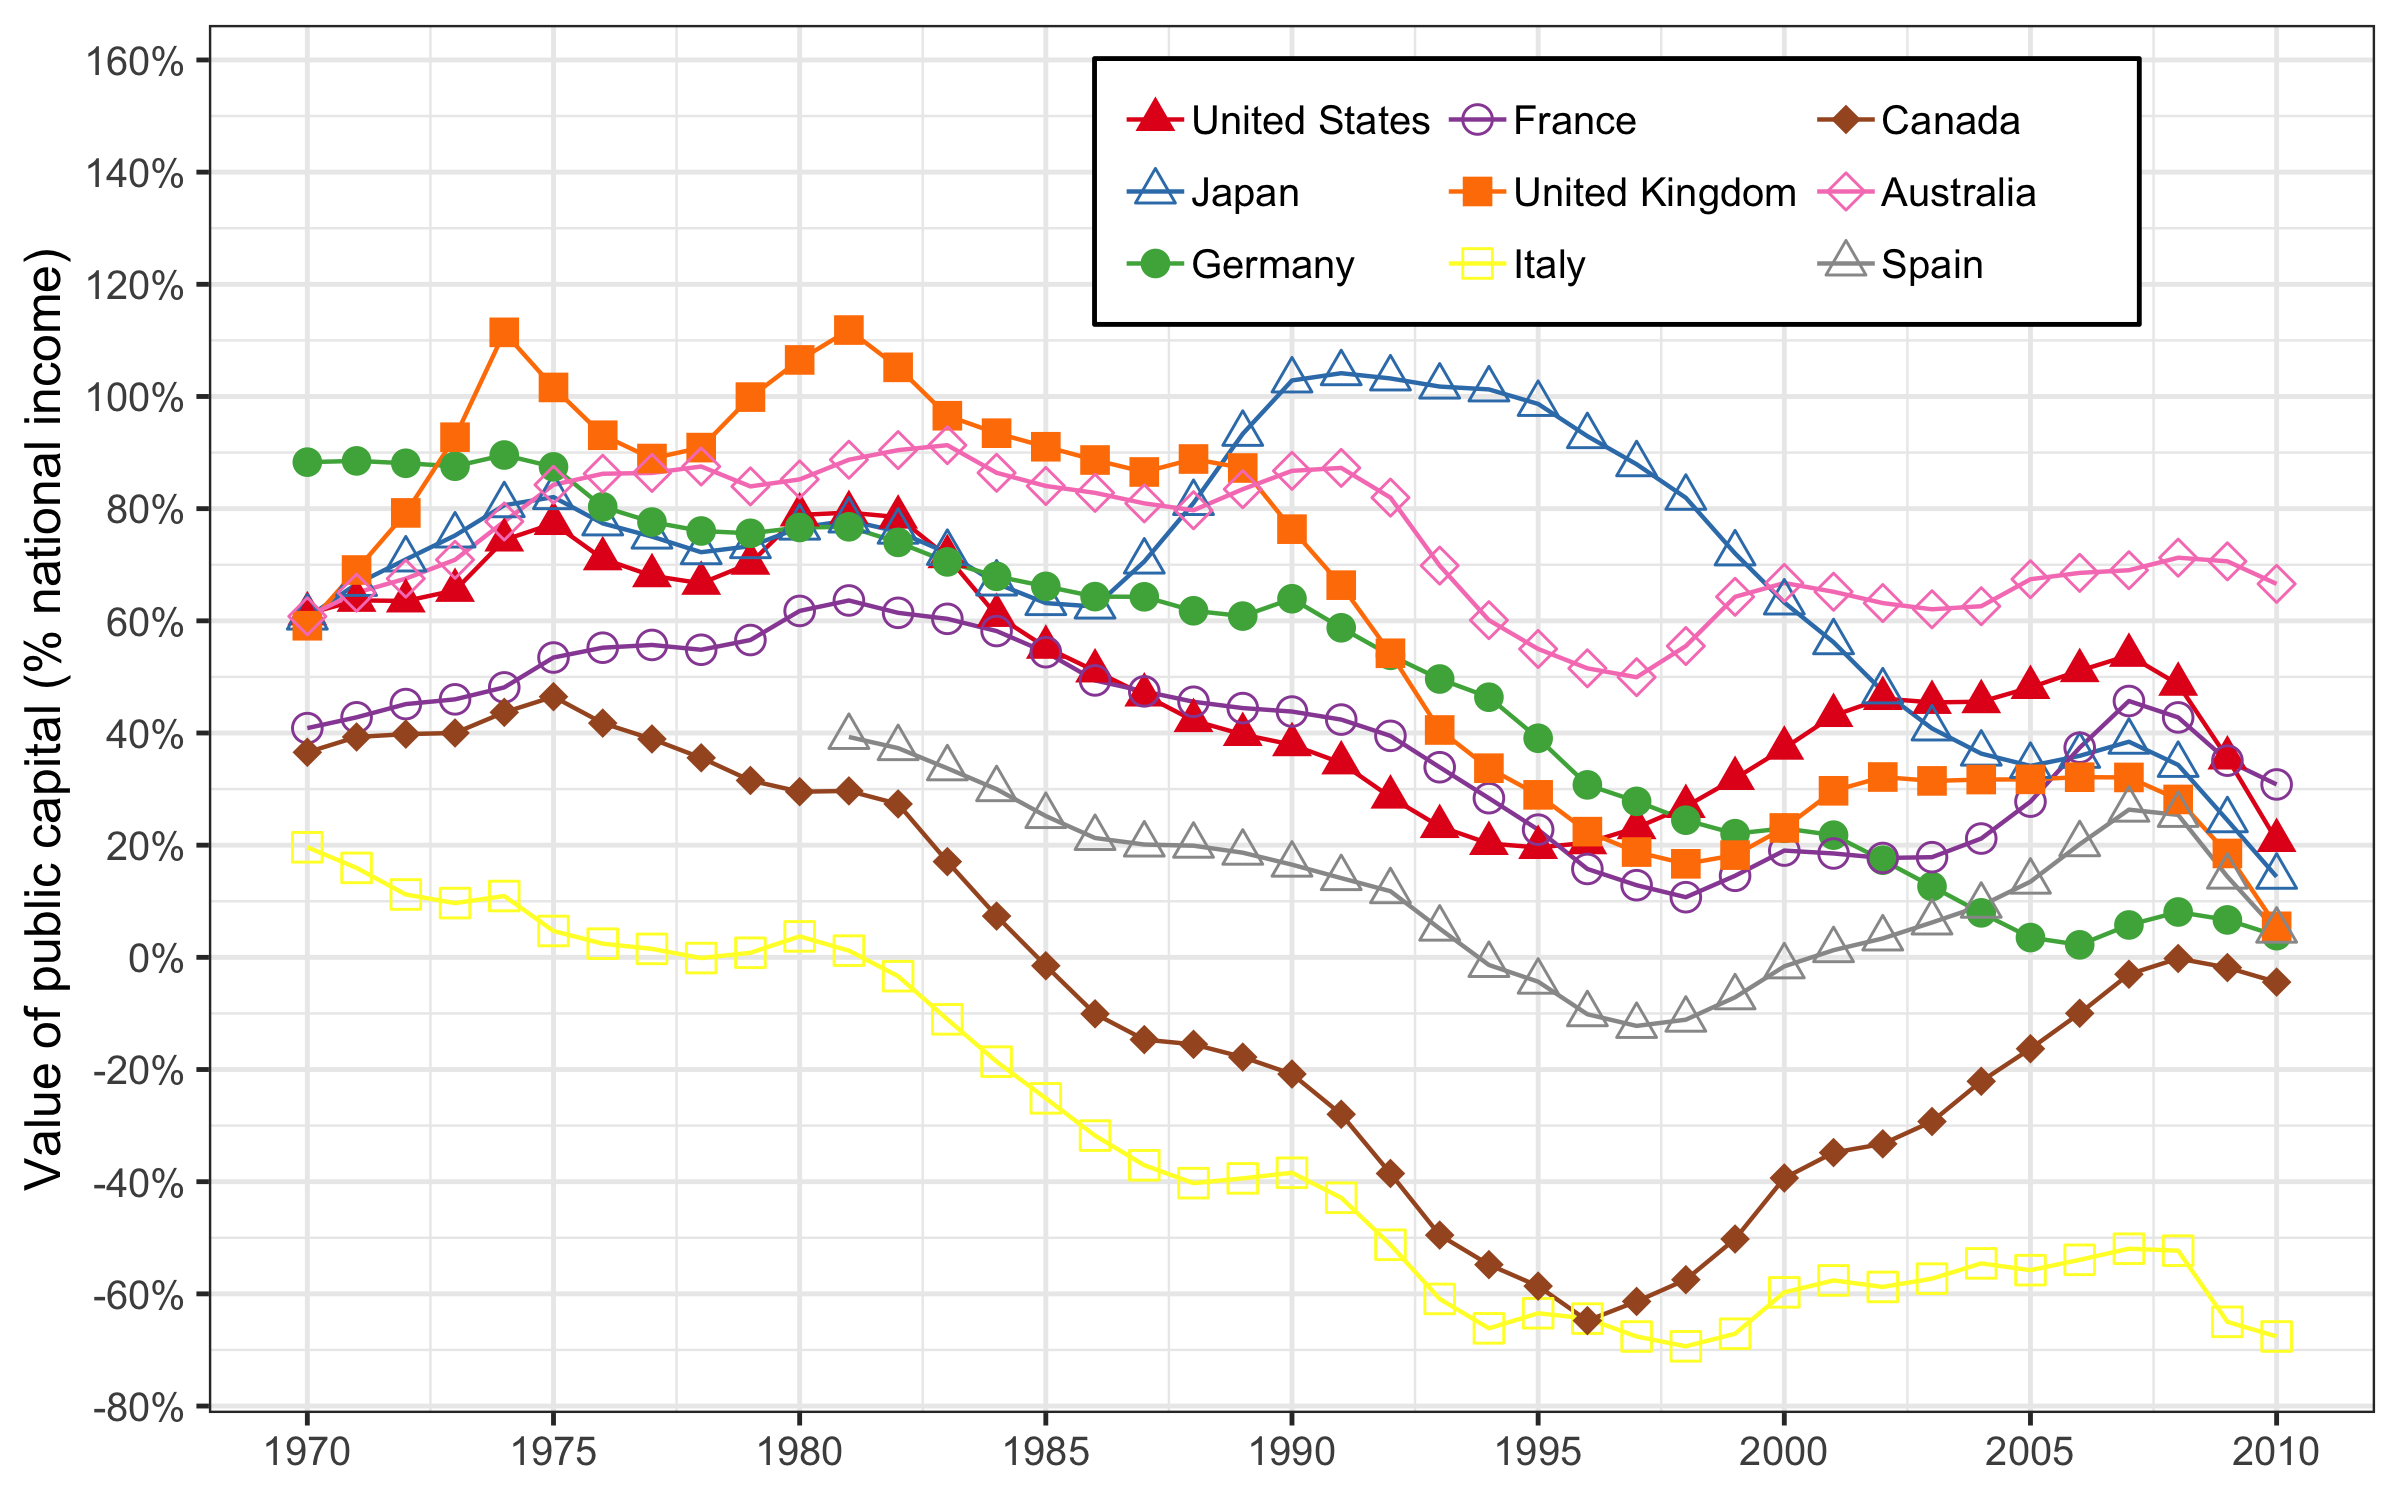 Value of public capital (% national income)
160%
140%
120%
100%
80%
60%
40%
20%
0%
-20%
-40%
-60%
-80%
United States France Canada
Japan United Kingdom Australia
Germany Italy Spain
1970 1975 1980 1985 1990 1995 2000 2005 2010